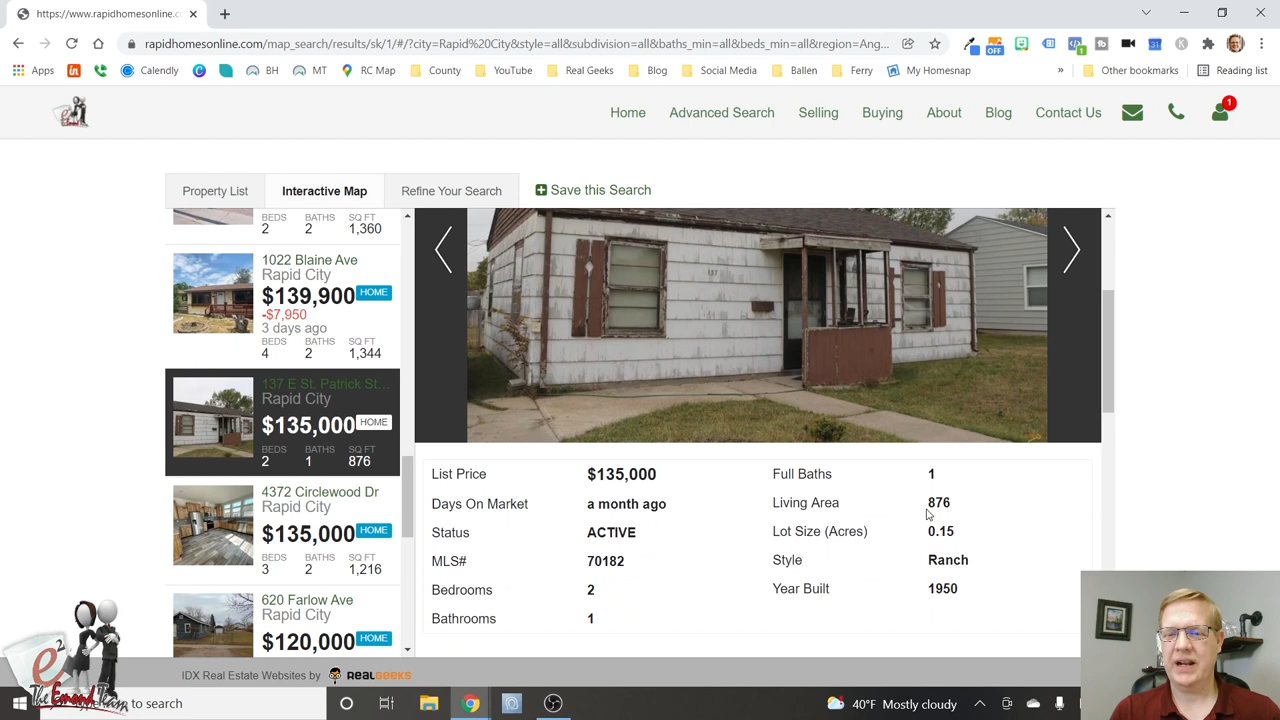 https://www.rapidhomesonline.c
rapidhomesonline.com/map_search/results/sk/1/#/?city=Rapid%20City&style=all&subdivision=all&baths_min=all&beds_min=all&region=Ang...
OFF
1
Apps
Calendly
BH
MT
RC Map
County
YouTube
Real Geeks
Blog
Social Media
Ballen
Ferry
My Homesnap
»
Other bookmarks
Reading list
Home
Advanced Search
Selling
Buying
About
Blog
Contact Us
1
Property List
Interactive Map
Refine Your Search
Save this Search
BEDS BATHS SQ FT
2 2 1,360
1022 Blaine Ave
Rapid City
$139,900 HOME
-$7,950
3 days ago
BEDS BATHS SQ FT
4 2 1,344
137 E St. Patrick St...
Rapid City
$135,000 HOME
BEDS BATHS SQ FT
2 1 876
4372 Circlewood Dr
Rapid City
$135,000 HOME
BEDS BATHS SQ FT
3 2 1,216
620 Farlow Ave
Rapid City
$120,000 HOME
137
List Price $135,000
Days On Market a month ago
Status ACTIVE
MLS# 70182
Bedrooms 2
Bathrooms 1
Full Baths 1
Living Area 876
Lot Size (Acres) 0.15
Style Ranch
Year Built 1950
IDX Real Estate Websites by REALGEEKS
e2
The Emond Team
to search
40°F Mostly cloudy